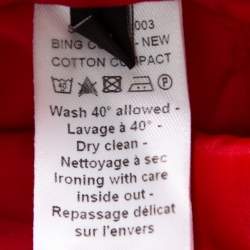 003
BING - NEW
COTTON COMPACT
40
Wash 40° allowed -
Lavage à 40° -
Dry clean -
Nettoyage à sec
Ironing with care
inside out -
Repassage délicat
sur l'envers